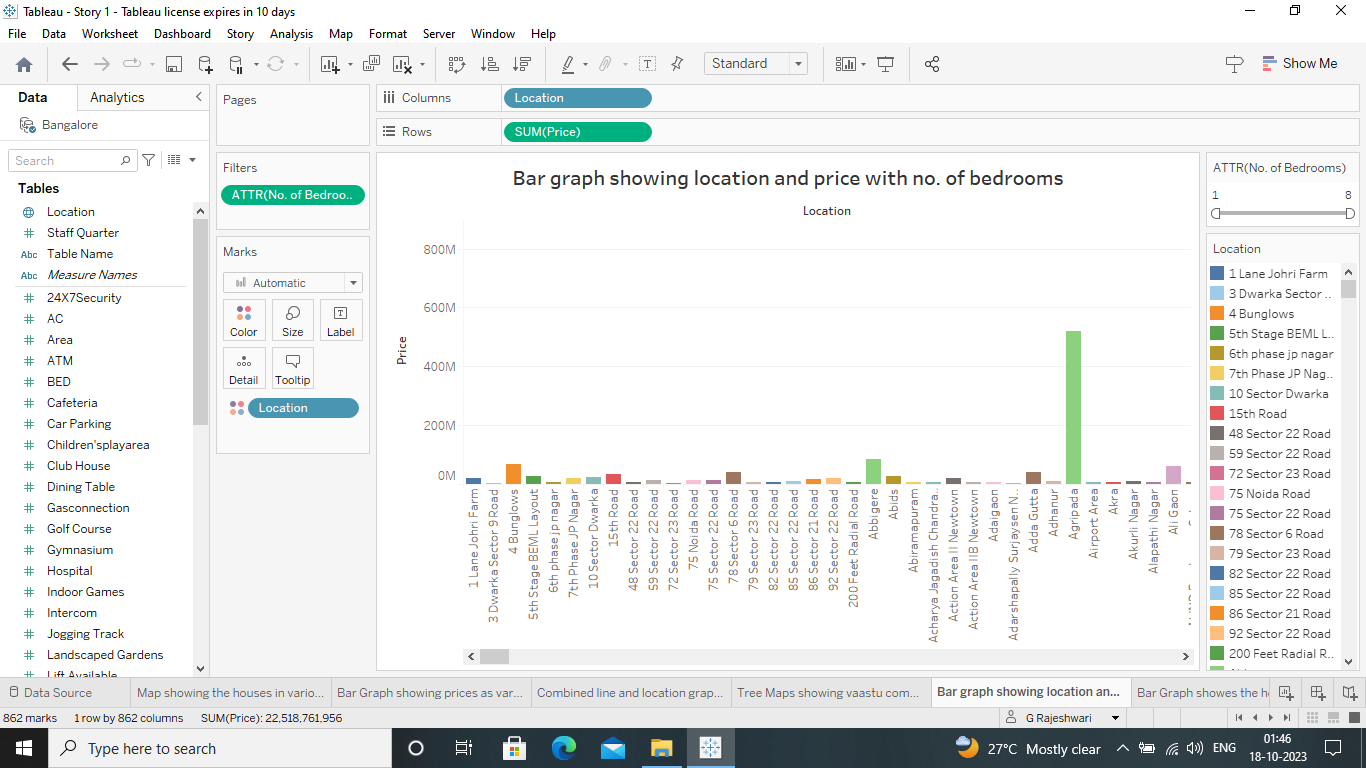 Tableau - Story 1 - Tableau license expires in 10 days
File Data Worksheet Dashboard Story Analysis Map Format Server Window Help
Standard
Show Me
Data Analytics
Bangalore
Search
Tables
Location
Staff Quarter
Abc Table Name
Abc Measure Names
24X7Security
AC
Area
ATM
BED
Cafeteria
Car Parking
Children'splayarea
Club House
Dining Table
Gasconnection
Golf Course
Gymnasium
Hospital
Indoor Games
Intercom
Jogging Track
Landscaped Gardens
Lift Available
Pages
Filters
ATTR(No. of Bedroo..
Marks
Automatic
Color Size Label
Detail Tooltip
Location
Columns Location
Rows SUM(Price)
Bar graph showing location and price with no. of bedrooms
Location
Price
800M
600M
400M
200M
0M
1 Lane Johri Farm
3 Dwarka Sector 9 Road
4 Bunglows
5th Stage BEML Layout
6th phase jp nagar
7th Phase JP Nagar
10 Sector Dwarka
15th Road
48 Sector 22 Road
59 Sector 22 Road
72 Sector 23 Road
75 Noida Road
75 Sector 22 Road
78 Sector 6 Road
79 Sector 23 Road
82 Sector 22 Road
85 Sector 22 Road
86 Sector 21 Road
92 Sector 22 Road
200 Feet Radial Road
Abbigere
Abids
Abiramapuram
Acharya Jagadish Chandra..
Action Area II Newtown
Action Area IIB Newtown
Adaigaon
Adarshapally Surjaysen N..
Adda Gutta
Adhanur
Agripada
Airport Area
Akra
Akurli Nagar
Alapathi Nagar
Ali Gaon
ATTR(No. of Bedrooms)
1 8
Location
1 Lane Johri Farm
3 Dwarka Sector ..
4 Bunglows
5th Stage BEML L..
6th phase jp nagar
7th Phase JP Nag..
10 Sector Dwarka
15th Road
48 Sector 22 Road
59 Sector 22 Road
72 Sector 23 Road
75 Noida Road
75 Sector 22 Road
78 Sector 6 Road
79 Sector 23 Road
82 Sector 22 Road
85 Sector 22 Road
86 Sector 21 Road
92 Sector 22 Road
200 Feet Radial R..
Data Source Map showing the houses in vario... Bar Graph showing prices as var... Combined line and location grap... Tree Maps showing vaastu com... Bar graph showing location an... Bar Graph showes the h
862 marks 1 row by 862 columns SUM(Price): 22,518,761,956 G Rajeshwari
Type here to search
27°C Mostly clear
ENG
01:46
18-10-2023